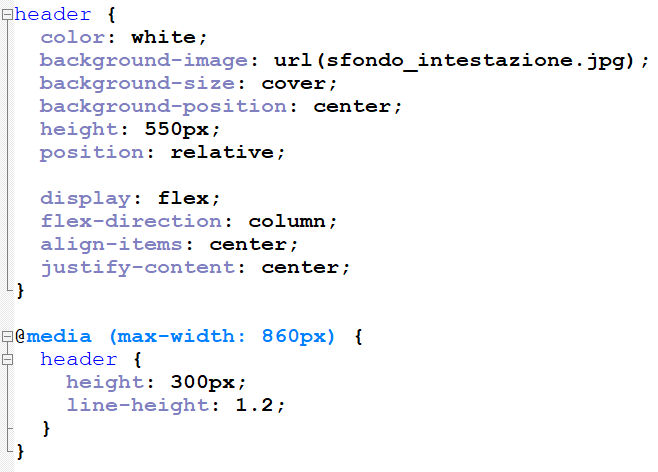 header {
  color: white;
  background-image: url(sfondo_intestazione.jpg);
  background-size: cover;
  background-position: center;
  height: 550px;
  position: relative;

  display: flex;
  flex-direction: column;
  align-items: center;
  justify-content: center;
}

@media (max-width: 860px) {
  header {
    height: 300px;
    line-height: 1.2;
  }
}